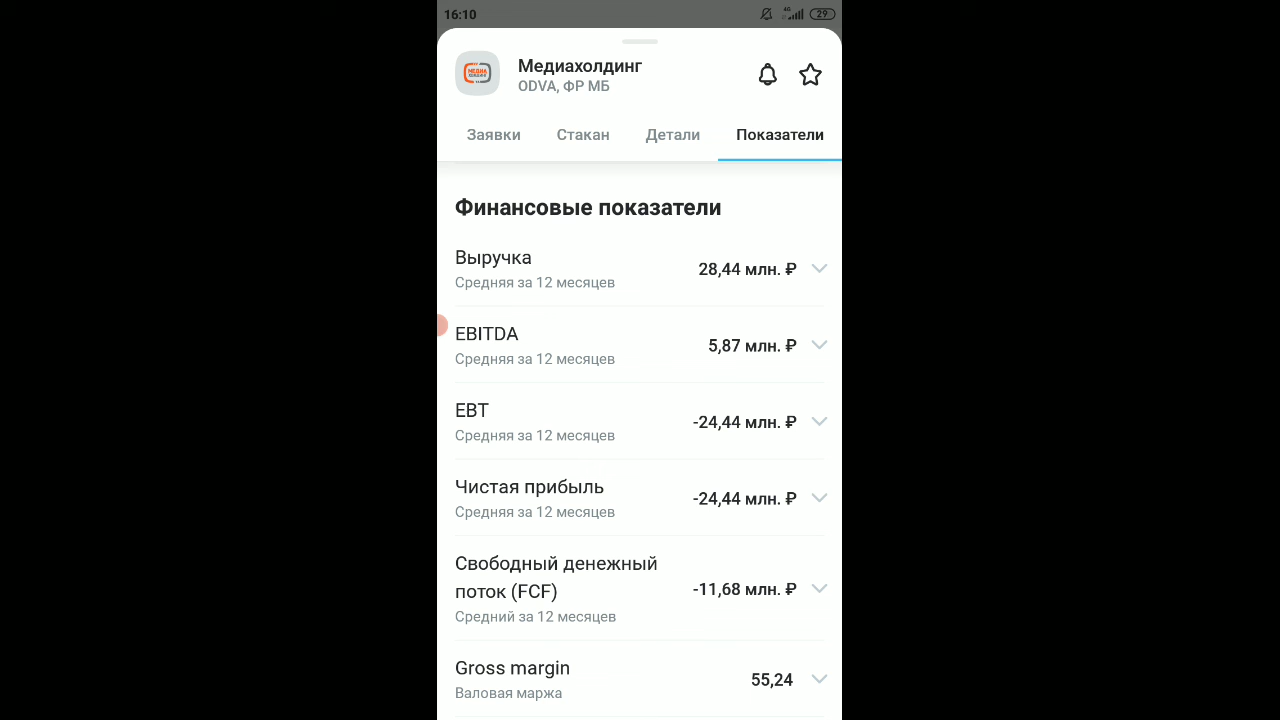 16:10
4G
29
МЕДИА
ХОЛДИНГ
Медиахолдинг
ODVA, ФР МБ
Заявки Стакан Детали Показатели
Финансовые показатели
Выручка
28,44 млн. ₽
Средняя за 12 месяцев
EBITDA
5,87 млн. ₽
Средняя за 12 месяцев
EBT
-24,44 млн. ₽
Средняя за 12 месяцев
Чистая прибыль
-24,44 млн. ₽
Средняя за 12 месяцев
Свободный денежный
поток (FCF)
-11,68 млн. ₽
Средний за 12 месяцев
Gross margin
55,24
Валовая маржа